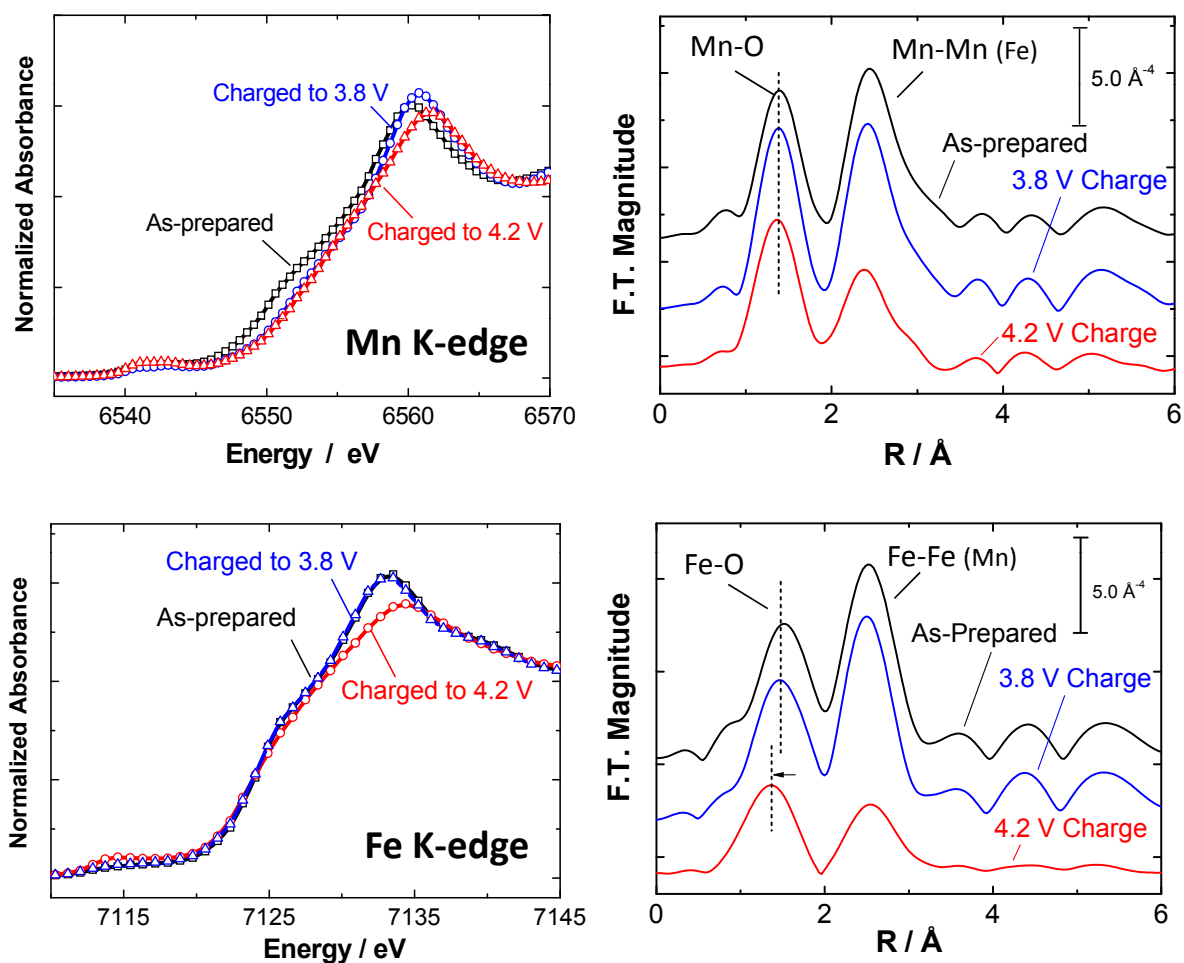 Normalized Absorbance
Charged to 3.8 V
As-prepared
Charged to 4.2 V
Mn K-edge
6540 6550 6560 6570
Energy / eV
F.T. Magnitude
Mn-O
Mn-Mn (Fe)
5.0 Å-4
As-prepared
3.8 V Charge
4.2 V Charge
0 2 4 6
R / Å
Normalized Absorbance
Charged to 3.8 V
As-prepared
Charged to 4.2 V
Fe K-edge
7115 7125 7135 7145
Energy / eV
F.T. Magnitude
Fe-O
Fe-Fe (Mn)
5.0 Å-4
As-Prepared
3.8 V Charge
4.2 V Charge
0 2 4 6
R / Å